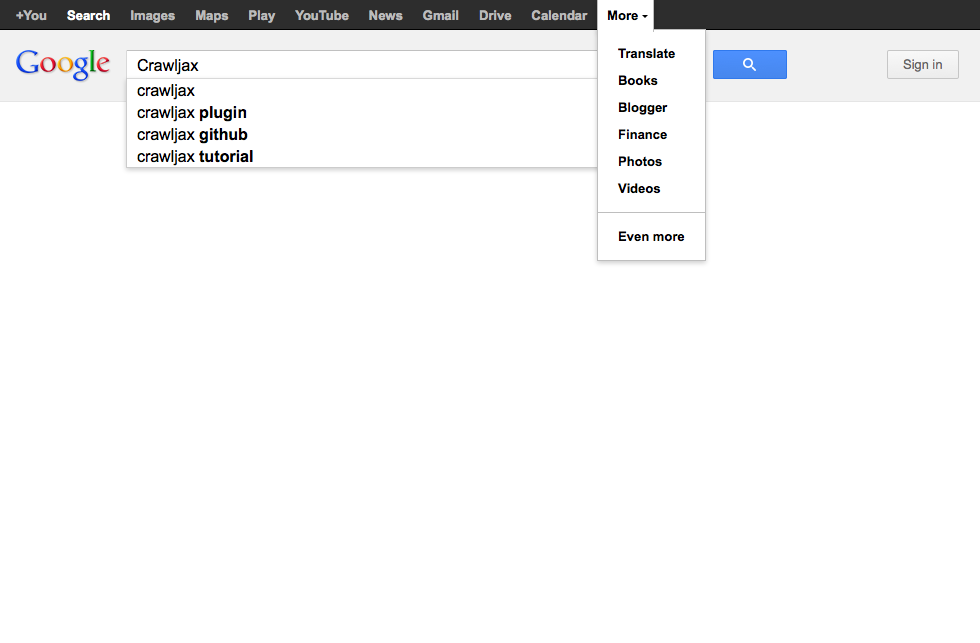 +You Search Images Maps Play YouTube News Gmail Drive Calendar More
Google Crawljax Sign in
crawljax
crawljax plugin
crawljax github
crawljax tutorial
Translate
Books
Blogger
Finance
Photos
Videos
Even more